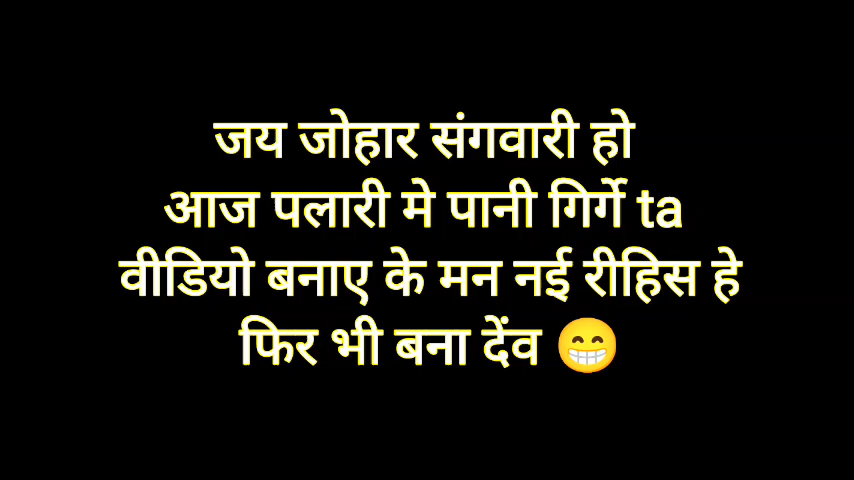 जय जोहार संगवारी हो
आज पलारी मे पानी गिर्गे ta
वीडियो बनाए के मन नई रीहिस हे
फिर भी बना देंव 😁